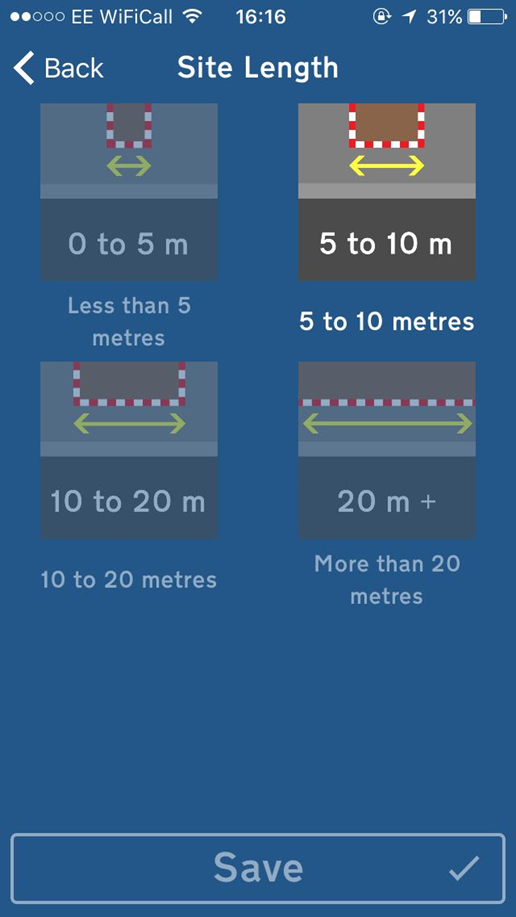 EE WiFiCall 16:16 31%
Back Site Length
0 to 5 m 5 to 10 m
Less than 5
metres
5 to 10 metres
10 to 20 m 20 m +
10 to 20 metres
More than 20
metres
Save